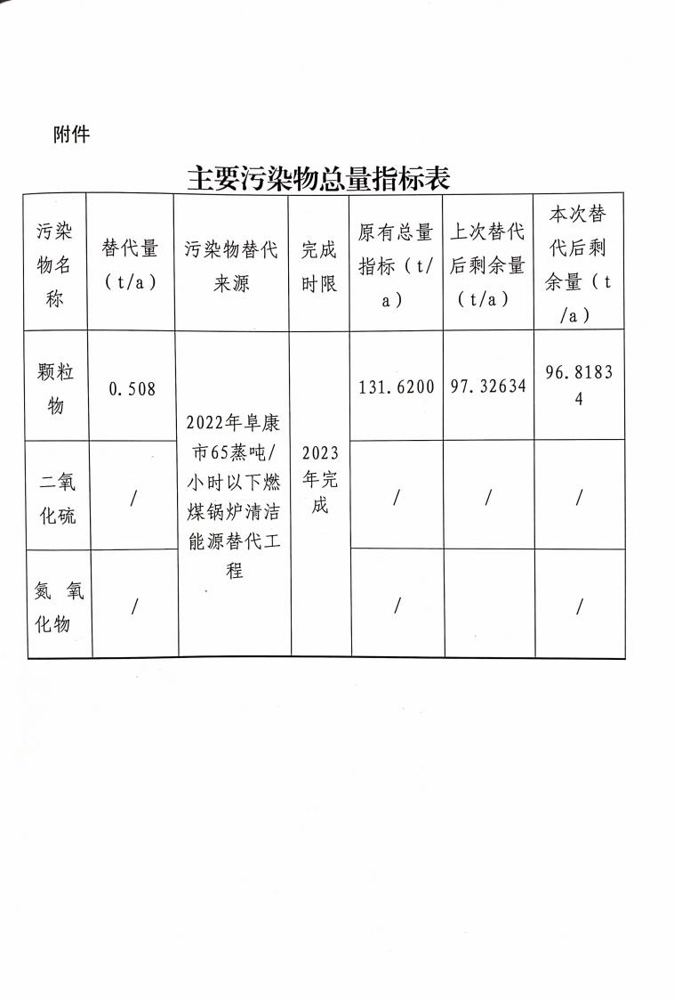 附件
主要污染物总量指标表
污染
物名
称
替代量
（t/a）
污染物替代
来源
完成
时限
原有总量
指标（t/
a）
上次替代
后剩余量
（t/a）
本次替
代后剩
余量（t
/a）
颗粒
物
0.508
2022年阜康
市65蒸吨/
小时以下燃
煤锅炉清洁
能源替代工
程
2023
年完
成
131.6200
97.32634
96.8183
4
二氧
化硫
/
/
/
/
氮 氧
化物
/
/
/